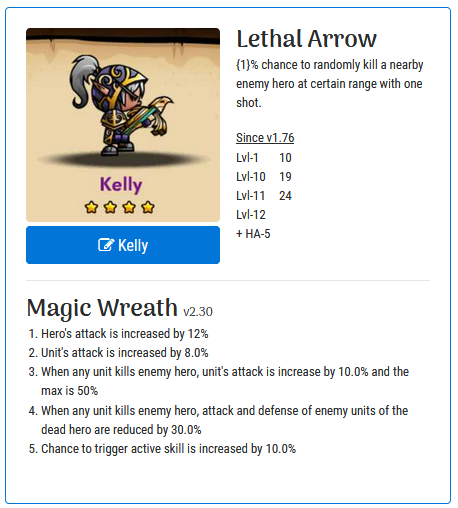 Lethal Arrow
{1}% chance to randomly kill a nearby
enemy hero at certain range with one
shot.
Since v1.76
Lvl-1 10
Lvl-10 19
Lvl-11 24
Lvl-12
+ HA-5
Kelly
Kelly
Magic Wreath v2.30
1. Hero's attack is increased by 12%
2. Unit's attack is increased by 8.0%
3. When any unit kills enemy hero, unit's attack is increase by 10.0% and the
max is 50%
4. When any unit kills enemy hero, attack and defense of enemy units of the
dead hero are reduced by 30.0%
5. Chance to trigger active skill is increased by 10.0%